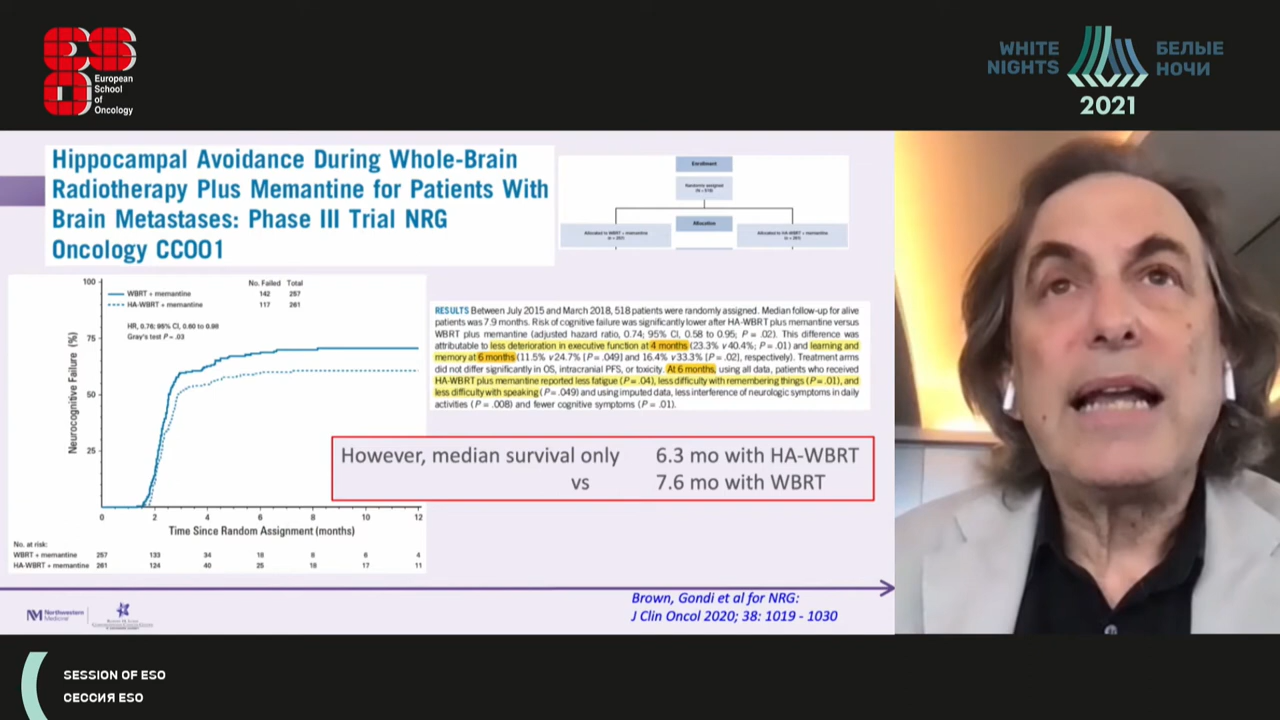 European
School
of
Oncology
WHITE
NIGHTS
БЕЛЫЕ
НОЧИ
2021
Hippocampal Avoidance During Whole-Brain
Radiotherapy Plus Memantine for Patients With
Brain Metastases: Phase III Trial NRG
Oncology CC001
Enrollment
Allocation
100
75
50
25
Neurocognitive Failure (%)
No. Failed Total
WBRT + memantine 142 257
HA-WBRT + memantine 117 261
HR, 0.76; 95% CI, 0.60 to 0.98
Gray's test P = .03
0 2 4 6 8 10 12
Time Since Random Assignment (months)
No. at risk:
WBRT + memantine 257 133 34 18 8 6 4
HA-WBRT + memantine 261 124 40 25 18 17 11
RESULTS Between July 2015 and March 2018, 518 patients were randomly assigned. Median follow-up for alive
patients was 7.9 months. Risk of cognitive failure was significantly lower after HA-WBRT plus memantine versus
WBRT plus memantine (adjusted hazard ratio, 0.74; 95% CI, 0.58 to 0.95; P = .02). This difference was
attributable to less deterioration in executive function at 4 months (23.3% v 40.4%; P = .01) and learning and
memory at 6 months (11.5% v 24.7% [P = .049] and 16.4% v 33.3% [P = .02], respectively). Treatment arms
did not differ significantly in OS, intracranial PFS, or toxicity. At 6 months, using all data, patients who received
HA-WBRT plus memantine reported less fatigue (P = .04), less difficulty with remembering things (P = .01), and
less difficulty with speaking (P = .049) and using imputed data, less interference of neurologic symptoms in daily
activities (P = .008) and fewer cognitive symptoms (P = .01).
However, median survival only 6.3 mo with HA-WBRT
vs 7.6 mo with WBRT
Brown, Gondi et al for NRG:
J Clin Oncol 2020; 38: 1019 - 1030
Northwestern
Medicine
SESSION OF ESO
СЕССИЯ ESO